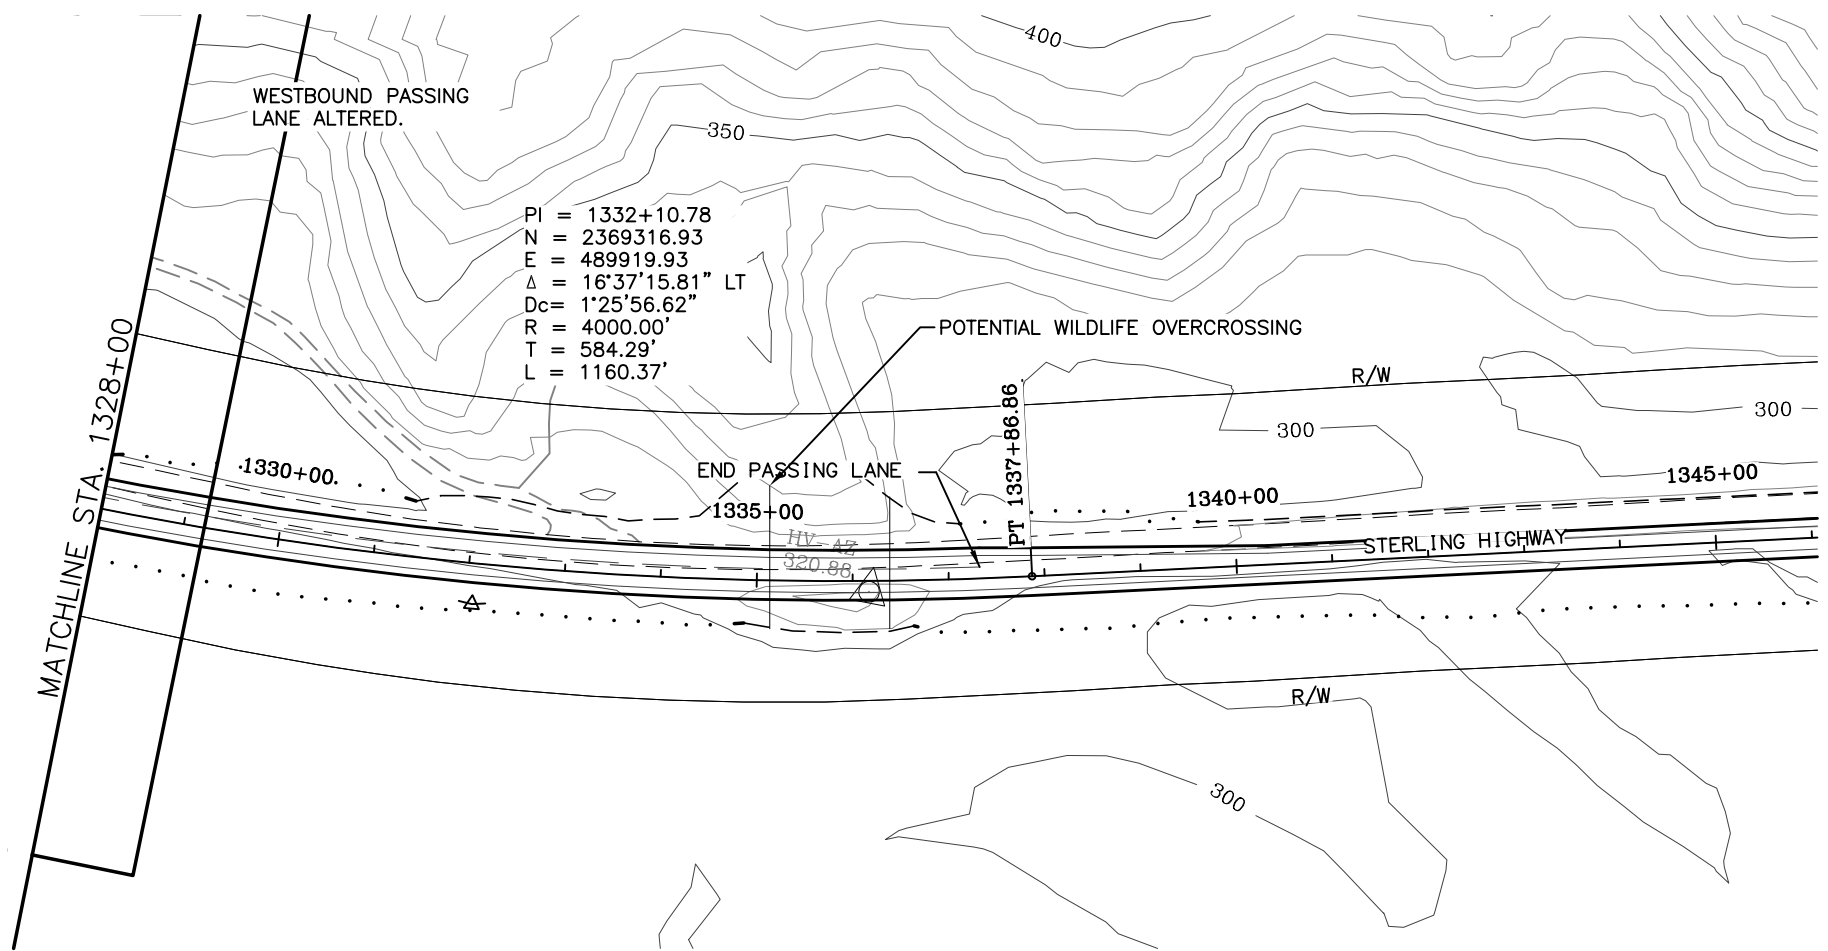 400
WESTBOUND PASSING
LANE ALTERED.
350
PI = 1332+10.78
N = 2369316.93
E = 489919.93
Δ = 16°37'15.81" LT
Dc= 1°25'56.62"
R = 4000.00'
T = 584.29'
L = 1160.37'
POTENTIAL WILDLIFE OVERCROSSING
MATCHLINE STA. 1328+00
R/W
300
300
1330+00
END PASSING LANE
PT 1337+86.86
1335+00
1340+00
1345+00
HV-AZ
320.88
STERLING HIGHWAY
R/W
300